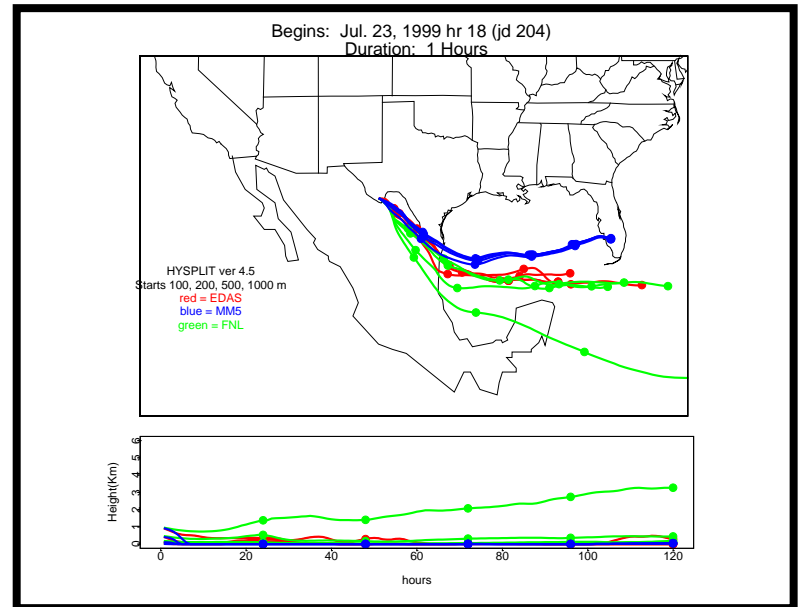 Begins:  Jul. 23, 1999 hr 18 (jd 204)
Duration:  1 Hours
HYSPLIT ver 4.5
Starts 100, 200, 500, 1000 m
red = EDAS
blue = MM5
green = FNL
Height(Km)
6
5
4
3
2
1
0
0 20 40 60 80 100 120
hours